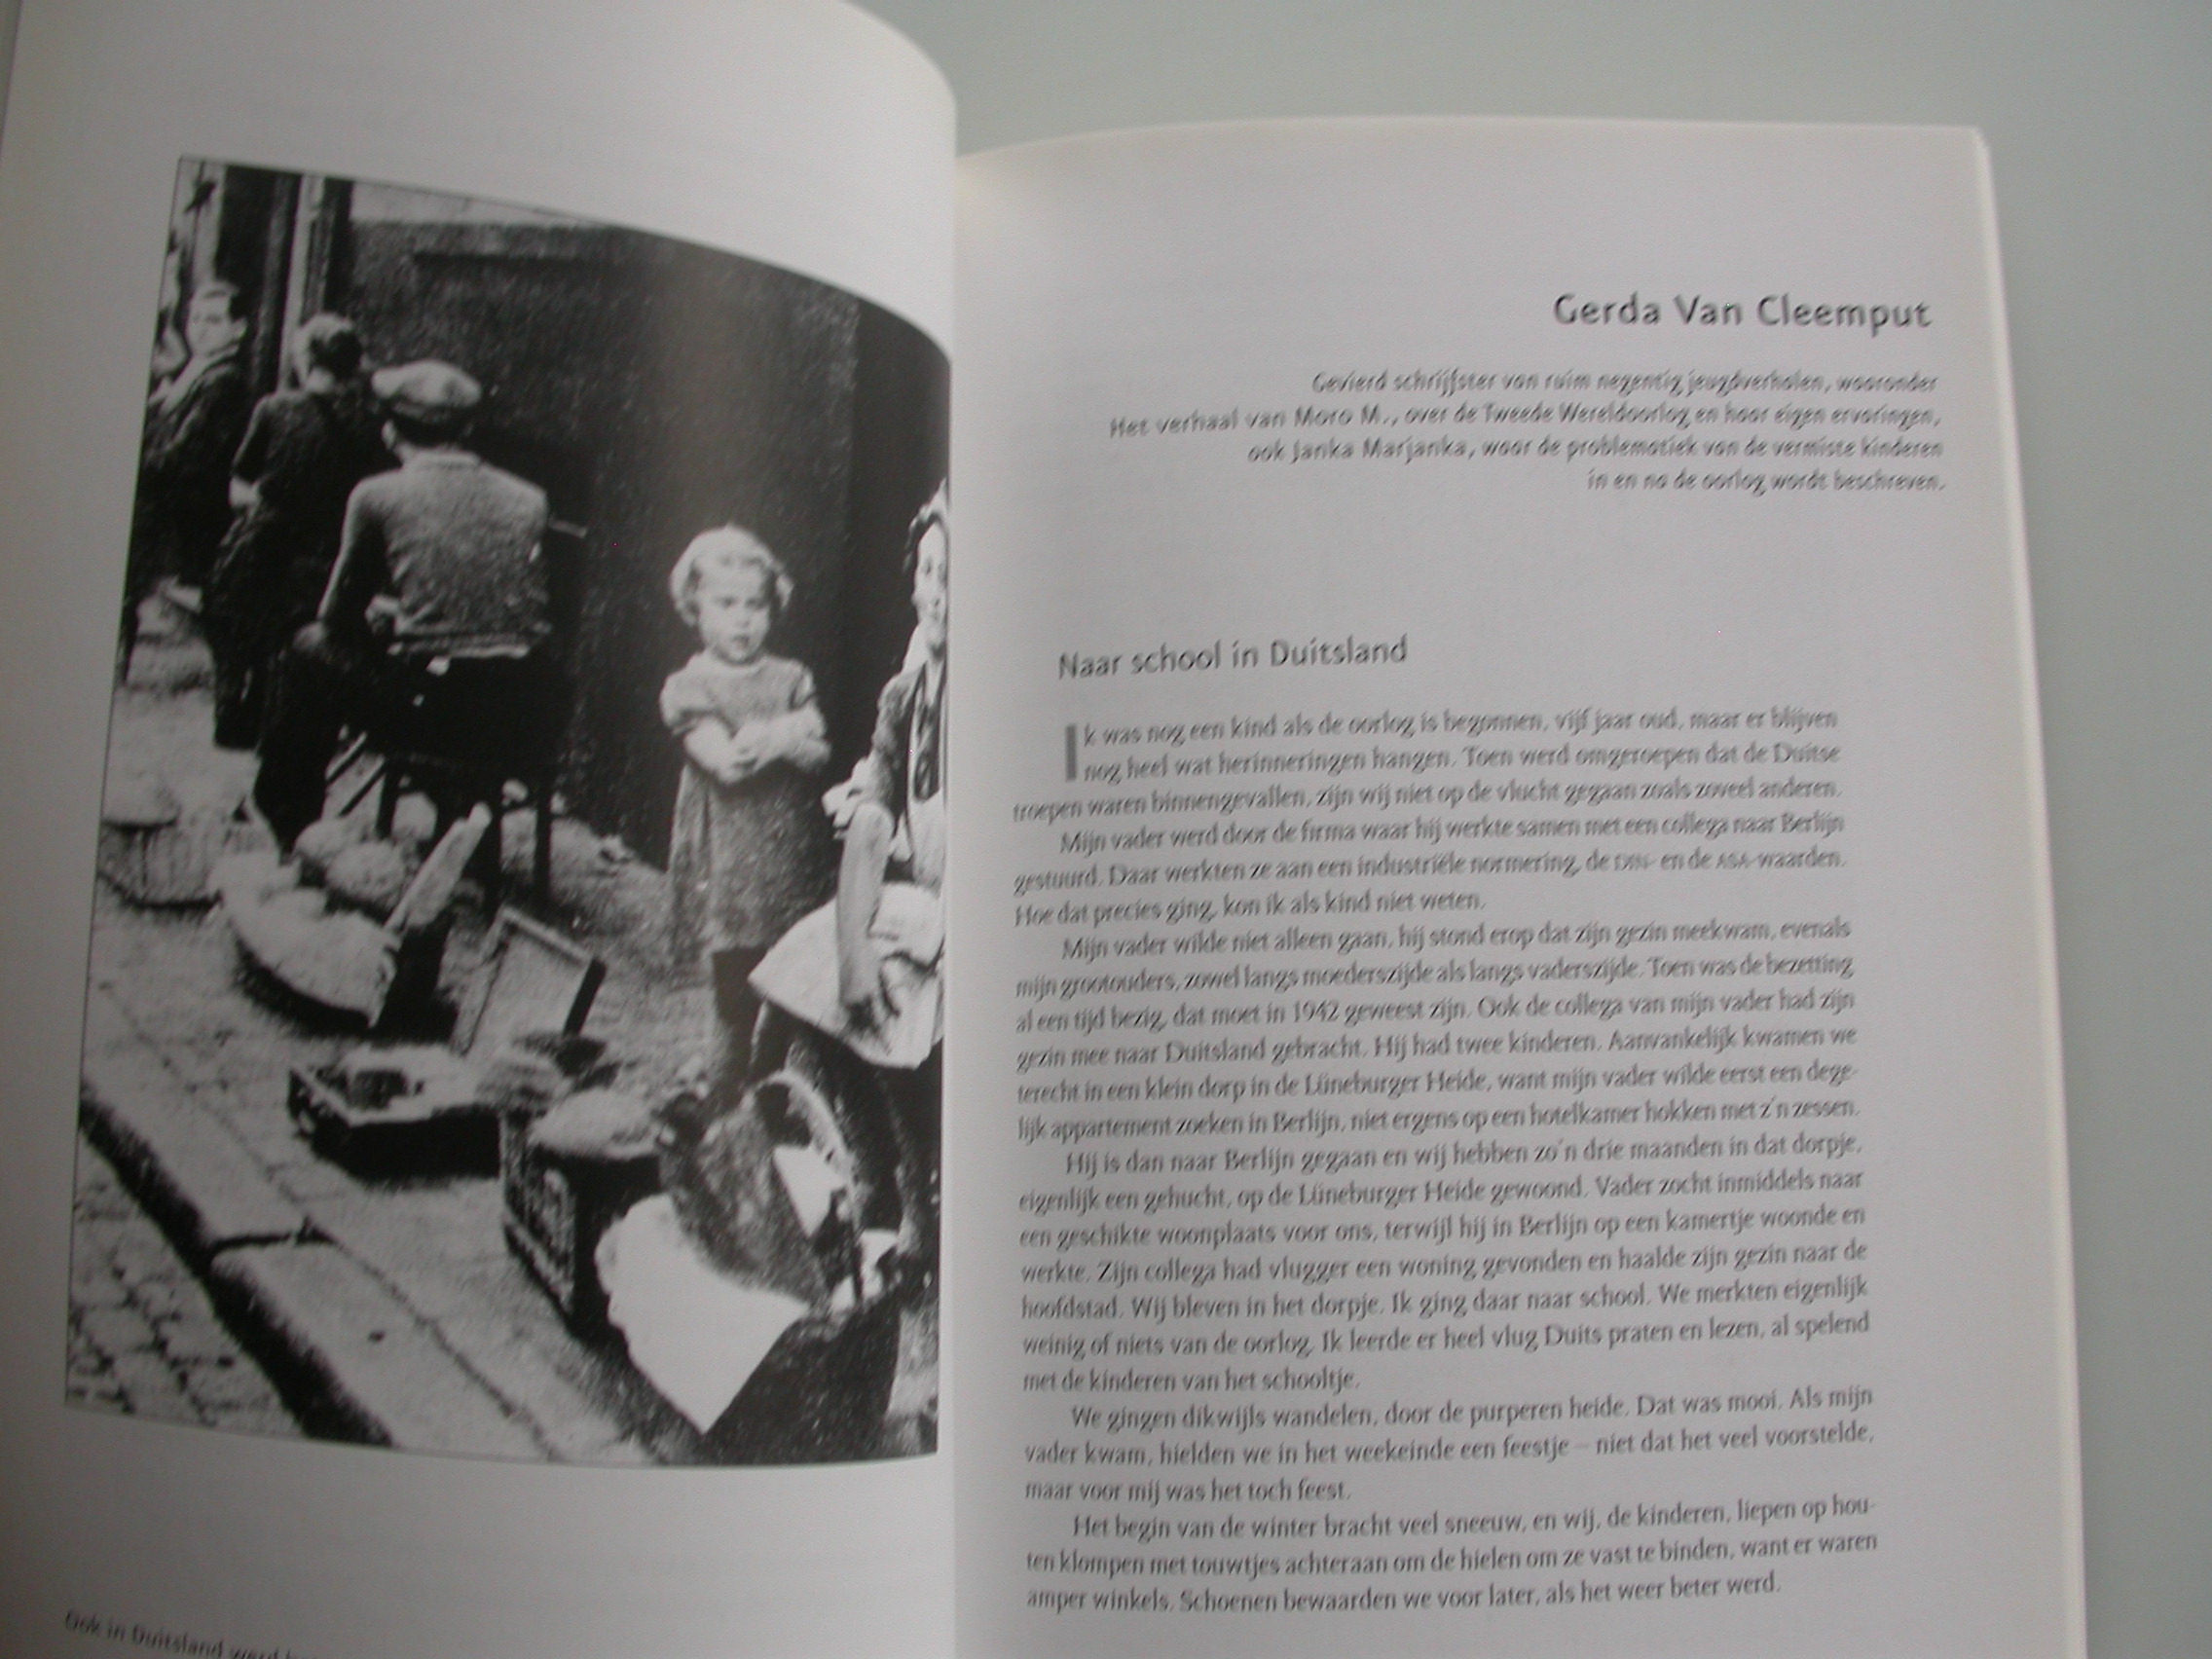 Ook in Duitsland werd
Gerda Van Cleemput
Gevierd schrijfster van ruim negentig jeugdverhalen, waaronder
Het verhaal van Moro M., over de Tweede Wereldoorlog en haar eigen ervaringen,
ook Janka Marjanka, waar de problematiek van de vermiste kinderen
in en na de oorlog wordt beschreven.
Naar school in Duitsland
Ik was nog een kind als de oorlog is begonnen, vijf jaar oud, maar er blijven
nog heel wat herinneringen hangen. Toen werd omgeroepen dat de Duitse
troepen waren binnengevallen, zijn wij niet op de vlucht gegaan zoals zoveel anderen.
Mijn vader werd door de firma waar hij werkte samen met een collega naar Berlijn
gestuurd. Daar werkten ze aan een industriële normering, de DIN- en de ASA-waarden.
Hoe dat precies ging, kon ik als kind niet weten.
Mijn vader wilde niet alleen gaan, hij stond erop dat zijn gezin meekwam, evenals
mijn grootouders, zowel langs moederszijde als langs vaderszijde. Toen was de bezetting
al een tijd bezig, dat moet in 1942 geweest zijn. Ook de collega van mijn vader had zijn
gezin mee naar Duitsland gebracht. Hij had twee kinderen. Aanvankelijk kwamen we
terecht in een klein dorp in de Lüneburger Heide, want mijn vader wilde eerst een dege-
lijk appartement zoeken in Berlijn, niet ergens op een hotelkamer hokken met z'n zessen.
Hij is dan naar Berlijn gegaan en wij hebben zo'n drie maanden in dat dorpje,
eigenlijk een gehucht, op de Lüneburger Heide gewoond. Vader zocht inmiddels naar
een geschikte woonplaats voor ons, terwijl hij in Berlijn op een kamertje woonde en
werkte. Zijn collega had vlugger een woning gevonden en haalde zijn gezin naar de
hoofdstad. Wij bleven in het dorpje. Ik ging daar naar school. We merkten eigenlijk
weinig of niets van de oorlog. Ik leerde er heel vlug Duits praten en lezen, al spelend
met de kinderen van het schooltje.
We gingen dikwijls wandelen, door de purperen heide. Dat was mooi. Als mijn
vader kwam, hielden we in het weekeinde een feestje – niet dat het veel voorstelde,
maar voor mij was het toch feest.
Het begin van de winter bracht veel sneeuw, en wij, de kinderen, liepen op hou-
ten klompen met touwtjes achteraan om de hielen om ze vast te binden, want er waren
amper winkels. Schoenen bewaarden we voor later, als het weer beter werd.